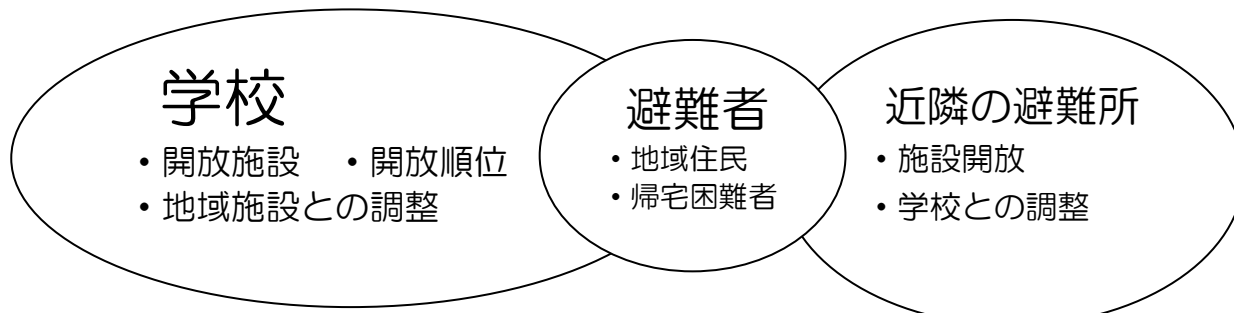 学校
・開放施設　・開放順位
・地域施設との調整
避難者
・地域住民
・帰宅困難者
近隣の避難所
・施設開放
・学校との調整